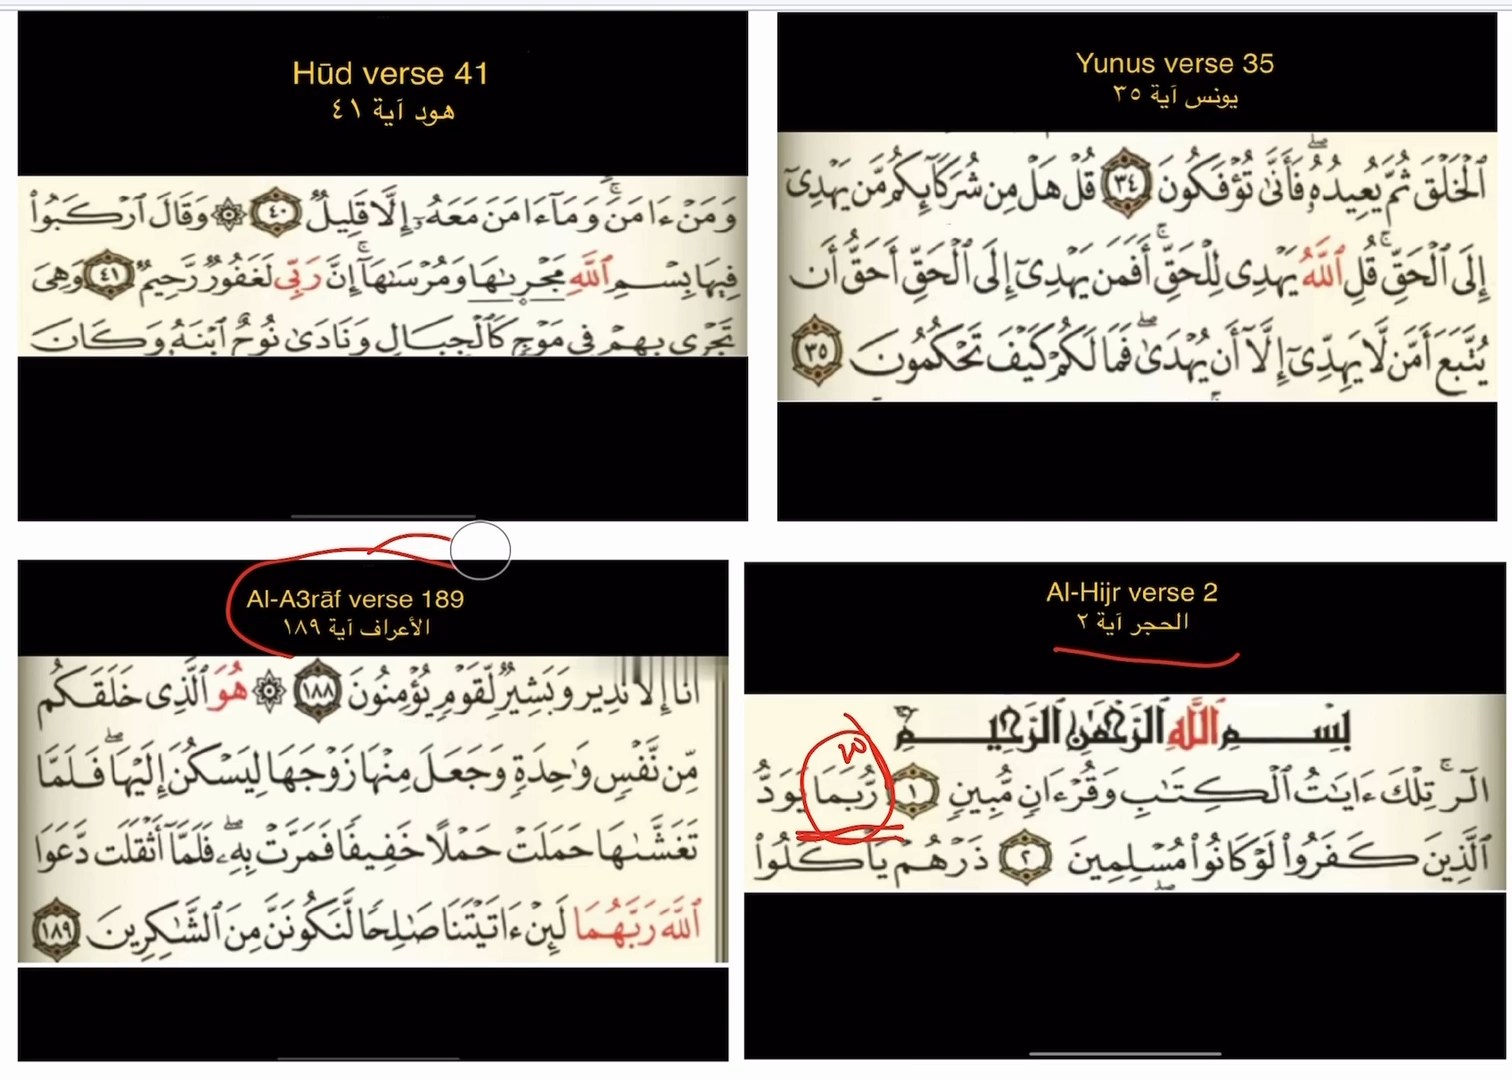 Hūd verse 41
هود آية ٤١
وَمَنْ ءَامَنَ ۚ وَمَآ ءَامَنَ مَعَهُۥٓ إِلَّا قَلِيلٌ ٤٠ ۞ وَقَالَ ٱرْكَبُوا۟
فِيهَا بِسْمِ ٱللَّهِ مَجْر۪ىٰهَا وَمُرْسَىٰهَآ ۚ إِنَّ رَبِّى لَغَفُورٌ رَّحِيمٌ ٤١ وَهِىَ
تَجْرِى بِهِمْ فِى مَوْجٍ كَٱلْجِبَالِ وَنَادَىٰ نُوحٌ ٱبْنَهُۥ وَكَانَ
Yunus verse 35
يونس آية ٣٥
ٱلْخَلْقَ ثُمَّ يُعِيدُهُۥ ۖ فَأَنَّىٰ تُؤْفَكُونَ ٣٤ قُلْ هَلْ مِن شُرَكَآئِكُم مَّن يَهْدِىٓ
إِلَى ٱلْحَقِّ ۚ قُلِ ٱللَّهُ يَهْدِى لِلْحَقِّ ۗ أَفَمَن يَهْدِىٓ إِلَى ٱلْحَقِّ أَحَقُّ أَن
يُتَّبَعَ أَمَّن لَّا يَهِدِّىٓ إِلَّآ أَن يُهْدَىٰ ۖ فَمَا لَكُمْ كَيْفَ تَحْكُمُونَ ٣٥
Al-A3rāf verse 189
الأعراف آية ١٨٩
أَنَا۠ إِلَّا نَذِيرٌ وَبَشِيرٌ لِّقَوْمٍ يُؤْمِنُونَ ١٨٨ ۞ هُوَ ٱلَّذِى خَلَقَكُم
مِّن نَّفْسٍ وَٰحِدَةٍ وَجَعَلَ مِنْهَا زَوْجَهَا لِيَسْكُنَ إِلَيْهَا ۖ فَلَمَّا
تَغَشَّىٰهَا حَمَلَتْ حَمْلًا خَفِيفًا فَمَرَّتْ بِهِۦ ۖ فَلَمَّآ أَثْقَلَت دَّعَوَا
ٱللَّهَ رَبَّهُمَا لَئِنْ ءَاتَيْتَنَا صَٰلِحًا لَّنَكُونَنَّ مِنَ ٱلشَّٰكِرِينَ ١٨٩
Al-Hijr verse 2
الحجر آية ٢
بِسْمِ ٱللَّهِ ٱلرَّحْمَٰنِ ٱلرَّحِيمِ
الٓر ۚ تِلْكَ ءَايَٰتُ ٱلْكِتَٰبِ وَقُرْءَانٍ مُّبِينٍ ١ رُّبَمَا يَوَدُّ
ٱلَّذِينَ كَفَرُوا۟ لَوْ كَانُوا۟ مُسْلِمِينَ ٢ ذَرْهُمْ يَأْكُلُوا۟